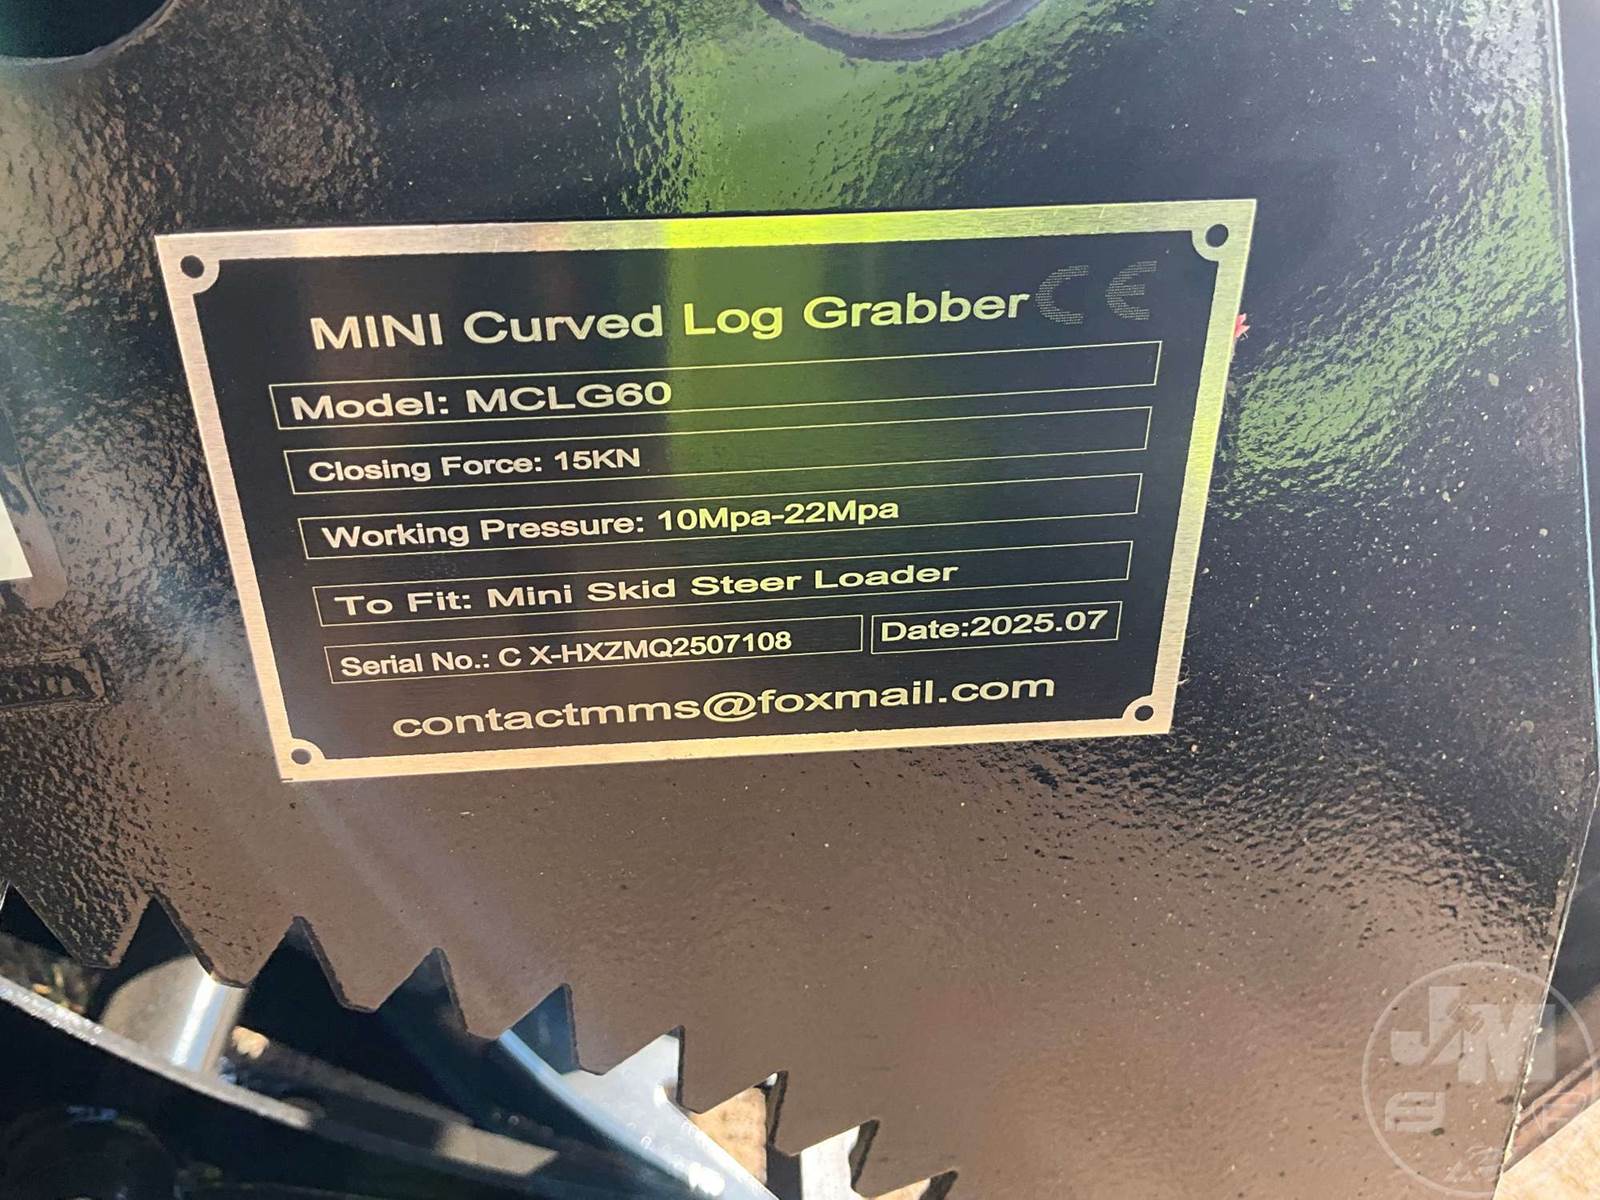 MINI Curved Log Grabber CE
Model: MCLG60
Closing Force: 15KN
Working Pressure: 10Mpa-22Mpa
To Fit: Mini Skid Steer Loader
Serial No.: C X-HXZMQ2507108 Date:2025.07
contactmms@foxmail.com
JM